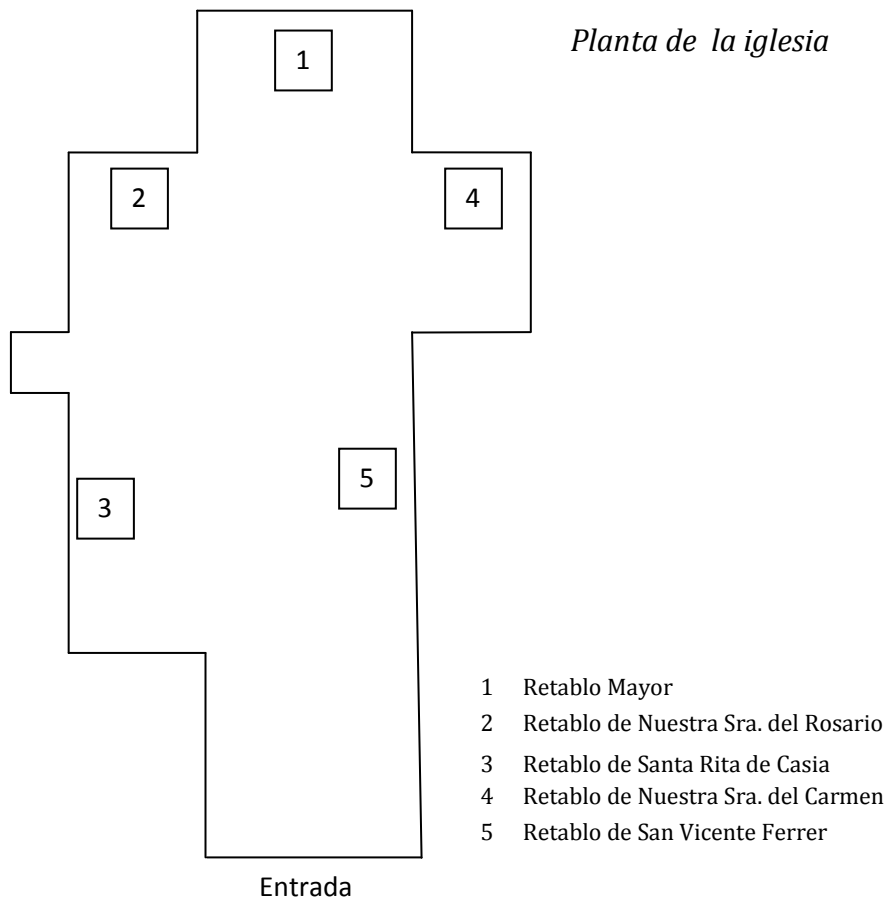 Planta de la iglesia
1
2
4
5
3
1 Retablo Mayor
2 Retablo de Nuestra Sra. del Rosario
3 Retablo de Santa Rita de Casia
4 Retablo de Nuestra Sra. del Carmen
5 Retablo de San Vicente Ferrer
Entrada